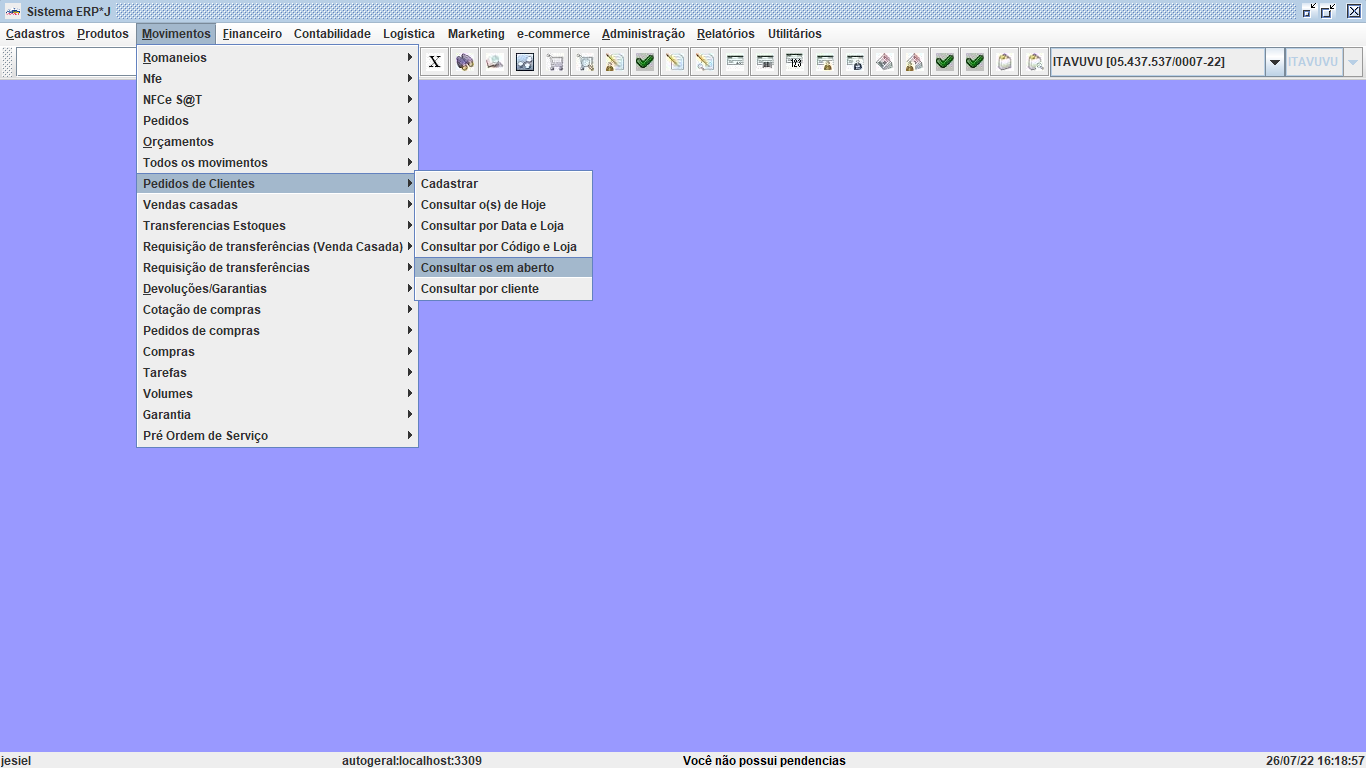 Sistema ERP*J
Cadastros Produtos Movimentos Financeiro Contabilidade Logística Marketing e-commerce Administração Relatórios Utilitários
X
123
ITAVUVU [05.437.537/0007-22]
ITAVUVU
Romaneios
Nfe
NFCe S@T
Pedidos
Orçamentos
Todos os movimentos
Pedidos de Clientes
Vendas casadas
Transferencias Estoques
Requisição de transferências (Venda Casada)
Requisição de transferências
Devoluções/Garantias
Cotação de compras
Pedidos de compras
Compras
Tarefas
Volumes
Garantia
Pré Ordem de Serviço
Cadastrar
Consultar o(s) de Hoje
Consultar por Data e Loja
Consultar por Código e Loja
Consultar os em aberto
Consultar por cliente
jesiel autogeral:localhost:3309 Você não possui pendencias 26/07/22 16:18:57